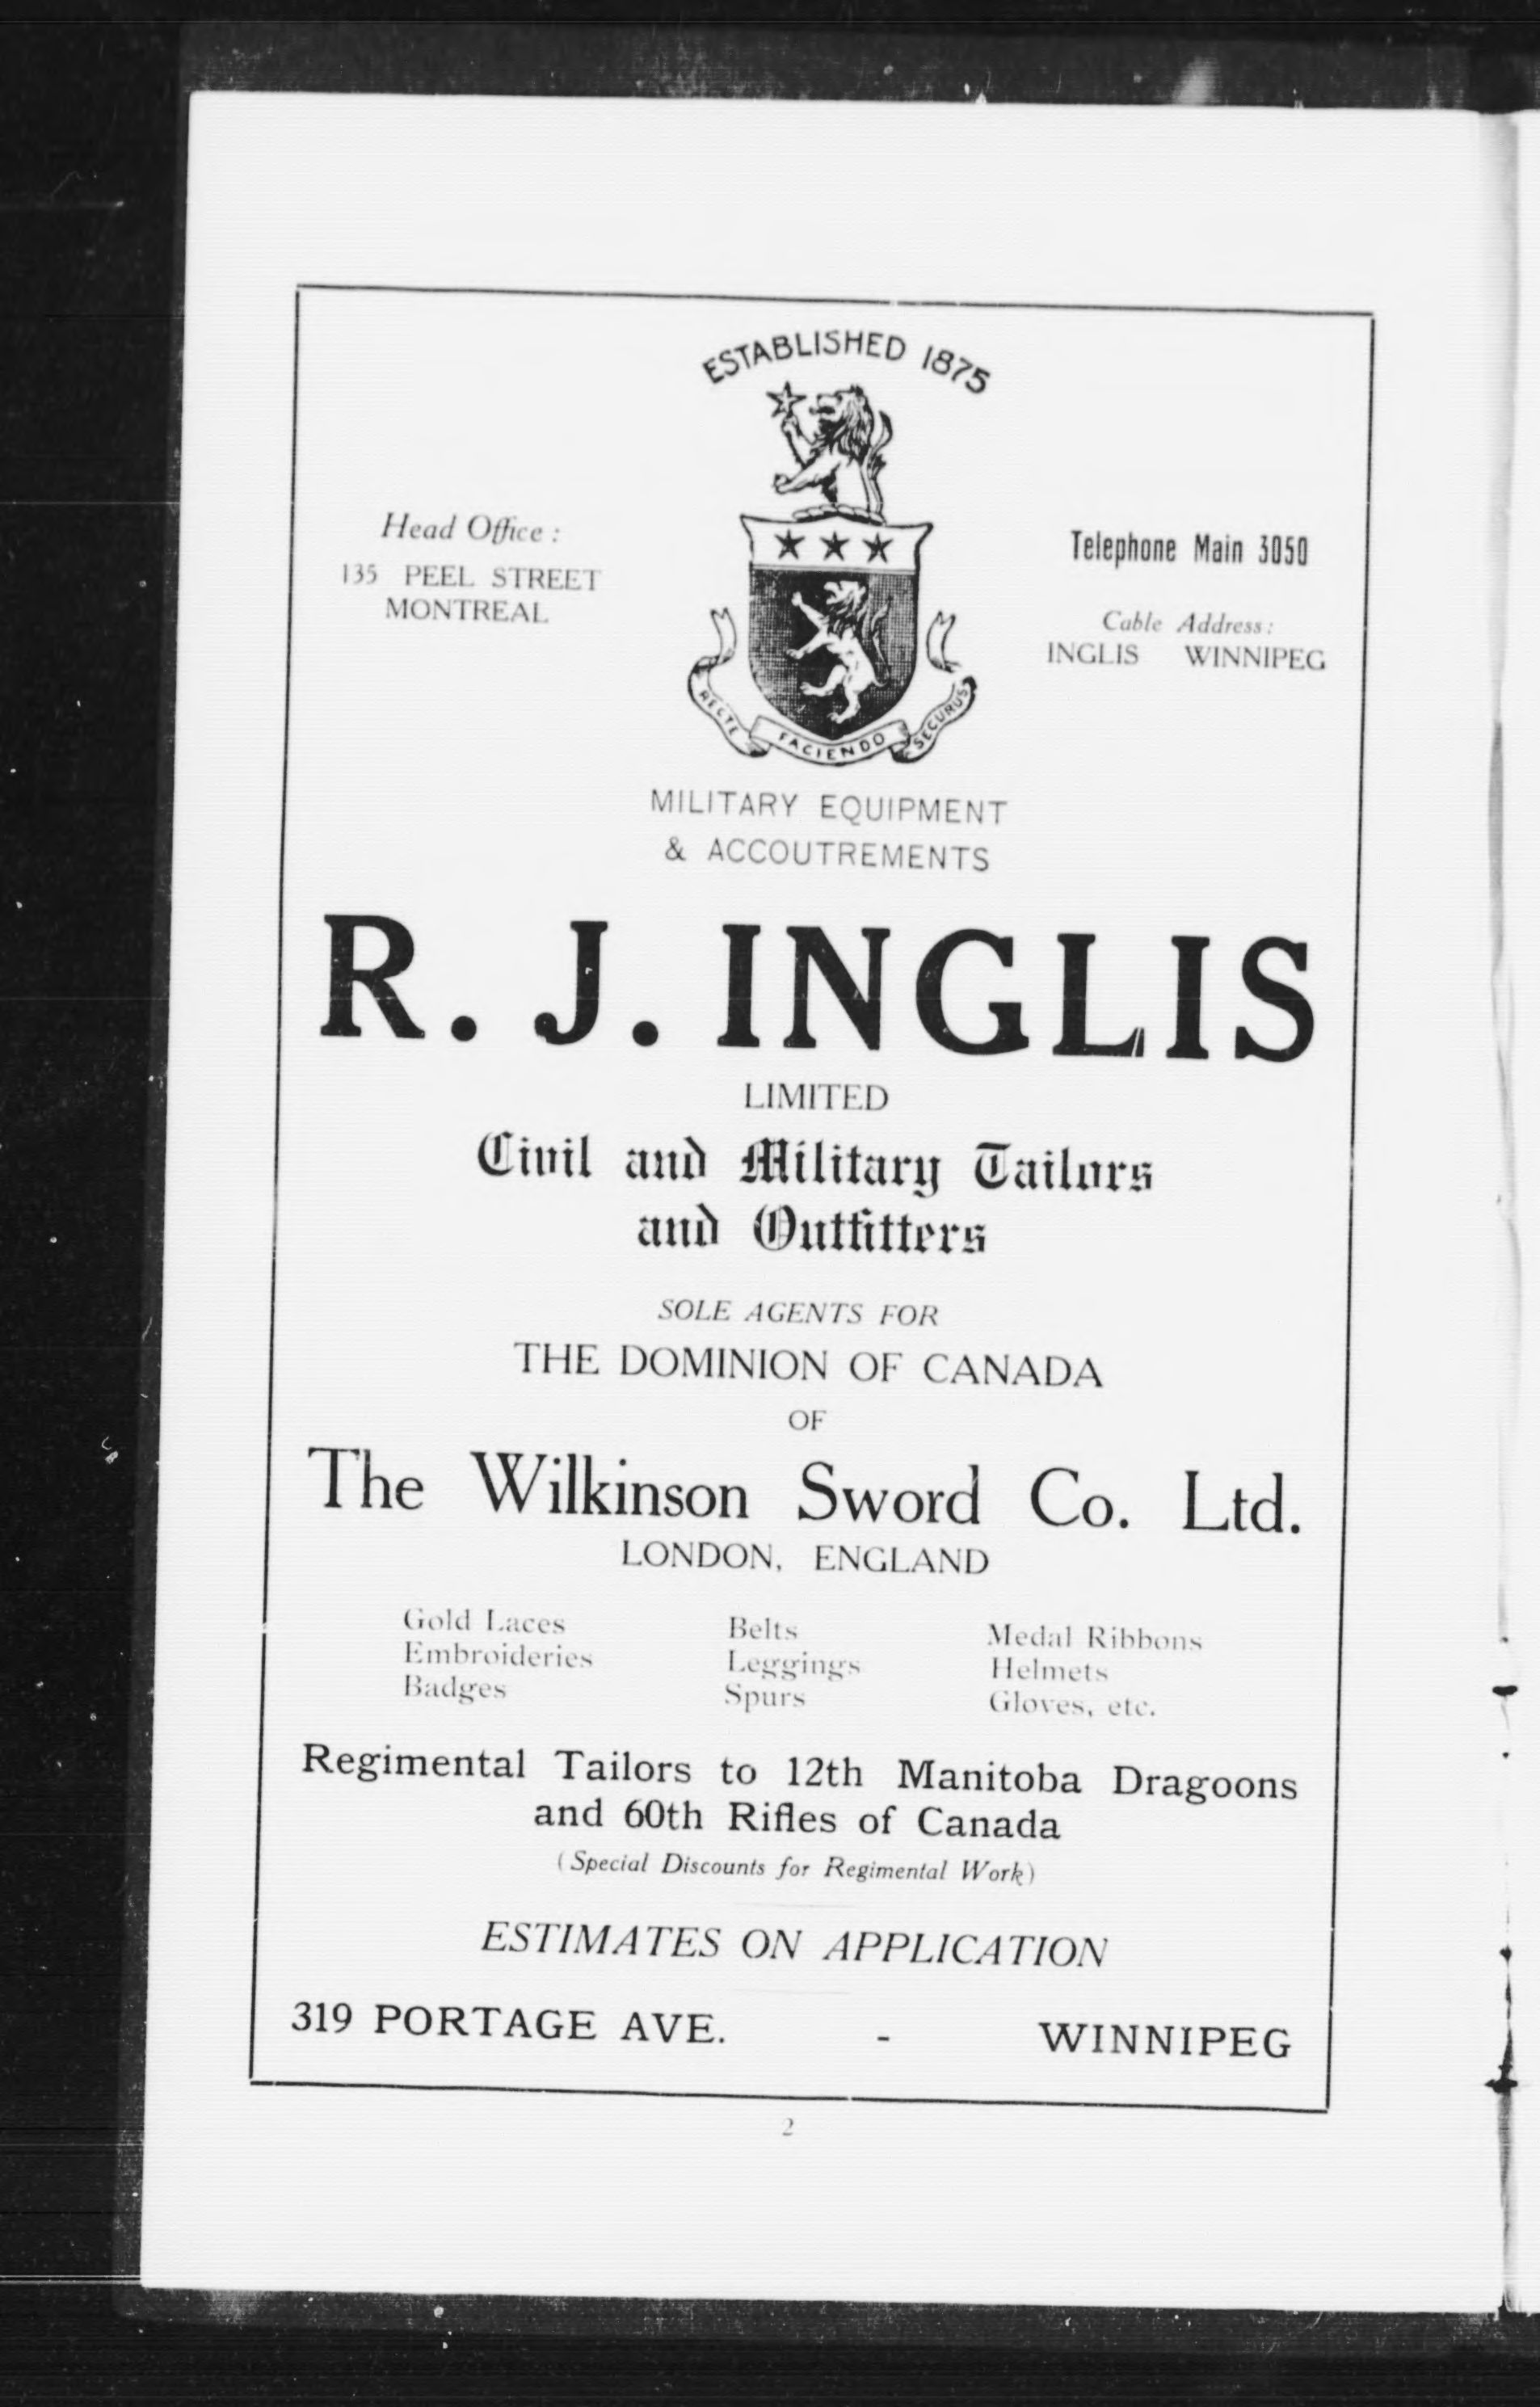 ESTABLISHED 1875
Head Office :
135 PEEL STREET
MONTREAL
Telephone Main 3050
Cable Address :
INGLIS WINNIPEG
RECTE FACIENDO SECURUS
MILITARY EQUIPMENT
& ACCOUTREMENTS
R. J. INGLIS
LIMITED
Civil and Military Tailors
and Outfitters
SOLE AGENTS FOR
THE DOMINION OF CANADA
OF
The Wilkinson Sword Co. Ltd.
LONDON, ENGLAND
Gold Laces
Embroideries
Badges
Belts
Leggings
Spurs
Medal Ribbons
Helmets
Gloves, etc.
Regimental Tailors to 12th Manitoba Dragoons
and 60th Rifles of Canada
(Special Discounts for Regimental Work)
ESTIMATES ON APPLICATION
319 PORTAGE AVE. - WINNIPEG
2